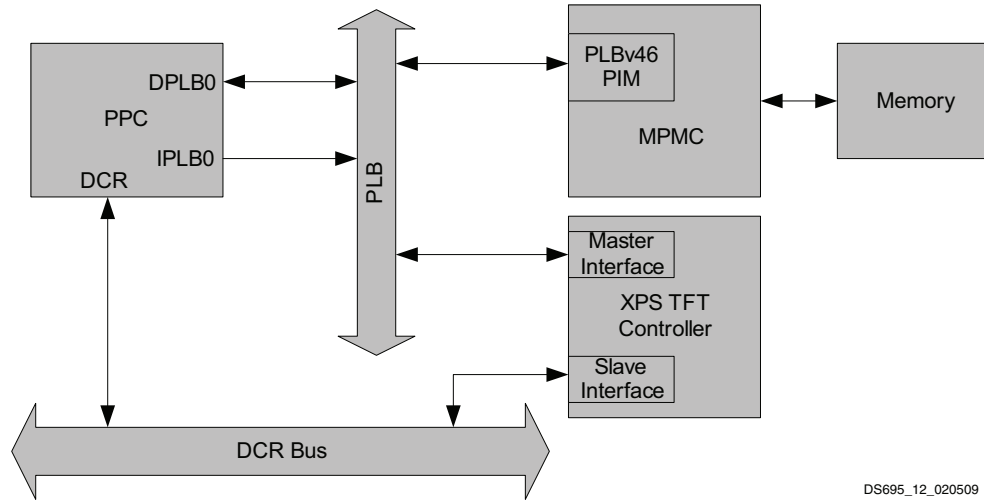 DPLB0
PPC
IPLB0
DCR
PLB
PLBv46
PIM
MPMC
Memory
Master
Interface
XPS TFT
Controller
Slave
Interface
DCR Bus
DS695_12_020509